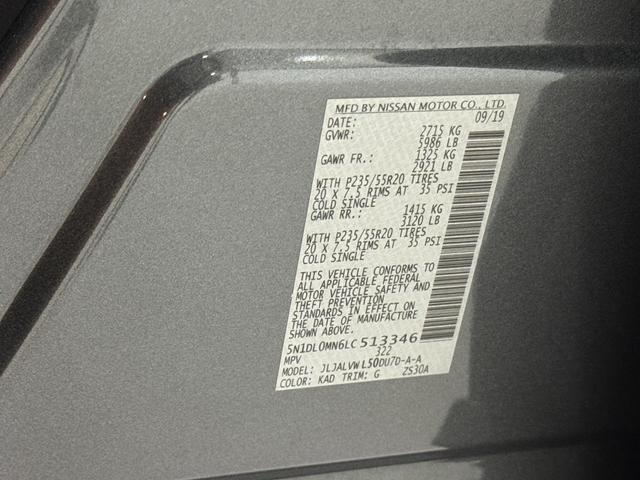 MFD BY NISSAN MOTOR CO., LTD.
DATE: 09/19
GVWR: 2715 KG
5986 LB
GAWR FR.: 1325 KG
2921 LB
WITH P235/55R20 TIRES
20 X 7.5 RIMS AT 35 PSI
COLD SINGLE
GAWR RR.: 1415 KG
3120 LB
WITH P235/55R20 TIRES
20 X 7.5 RIMS AT 35 PSI
COLD SINGLE
THIS VEHICLE CONFORMS TO
ALL APPLICABLE FEDERAL
MOTOR VEHICLE SAFETY AND
THEFT PREVENTION
STANDARDS IN EFFECT ON
THE DATE OF MANUFACTURE
SHOWN ABOVE.
5N1DL0MN6LC513346
MPV 322
MODEL: JLJALVWL50DU7D-A-A
COLOR: KAD TRIM: G ZS30A